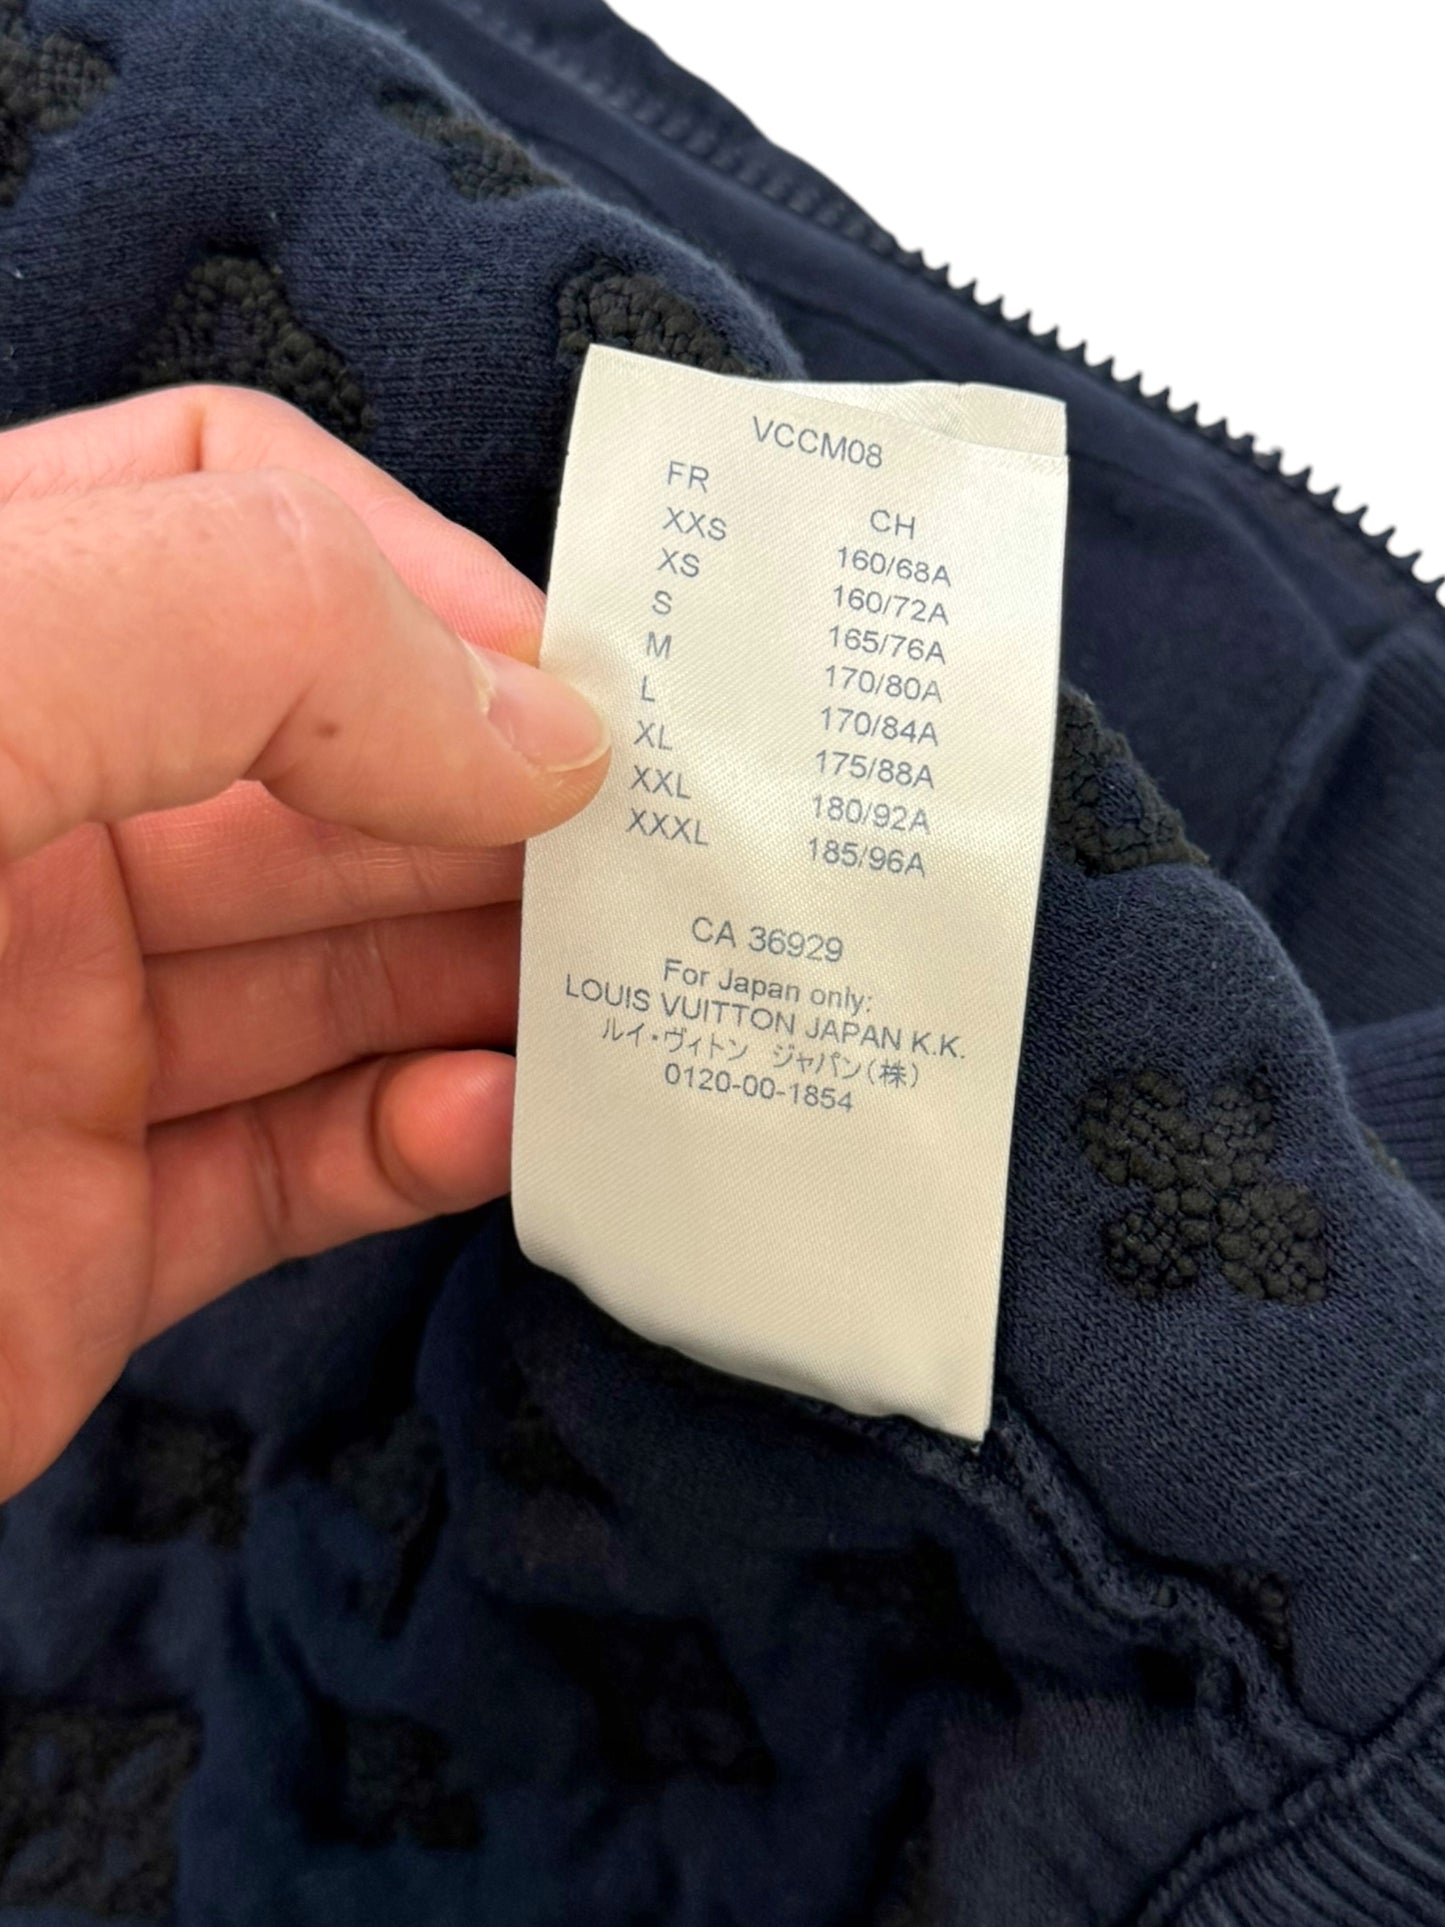 VCCM08
FR CH
XXS 160/68A
XS 160/72A
S 165/76A
M 170/80A
L 170/84A
XL 175/88A
XXL 180/92A
XXXL 185/96A
CA 36929
For Japan only:
LOUIS VUITTON JAPAN K.K.
ルイ・ヴィトン ジャパン(株)
0120-00-1854